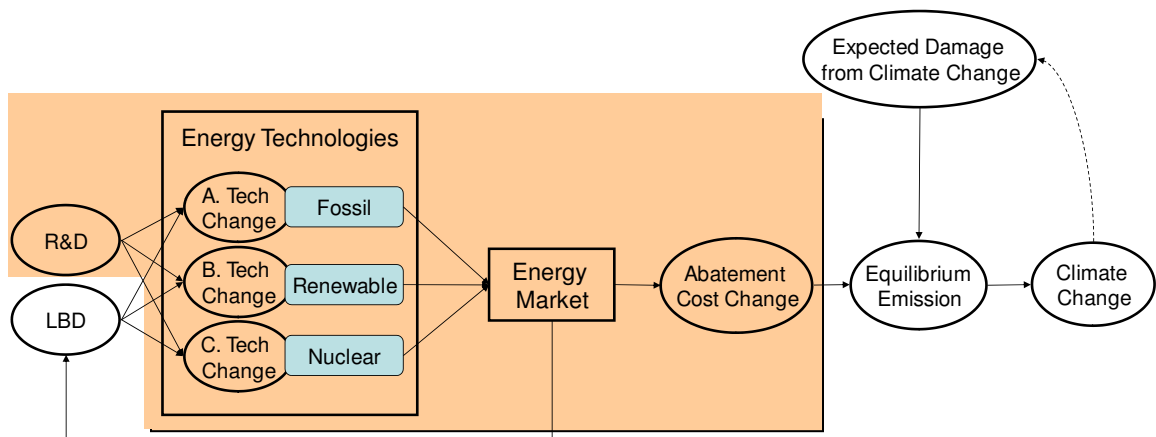 Expected Damage
from Climate Change
Energy Technologies
A. Tech
Change
Fossil
R&D
B. Tech
Change
Renewable
LBD
C. Tech
Change
Nuclear
Energy
Market
Abatement
Cost Change
Equilibrium
Emission
Climate
Change